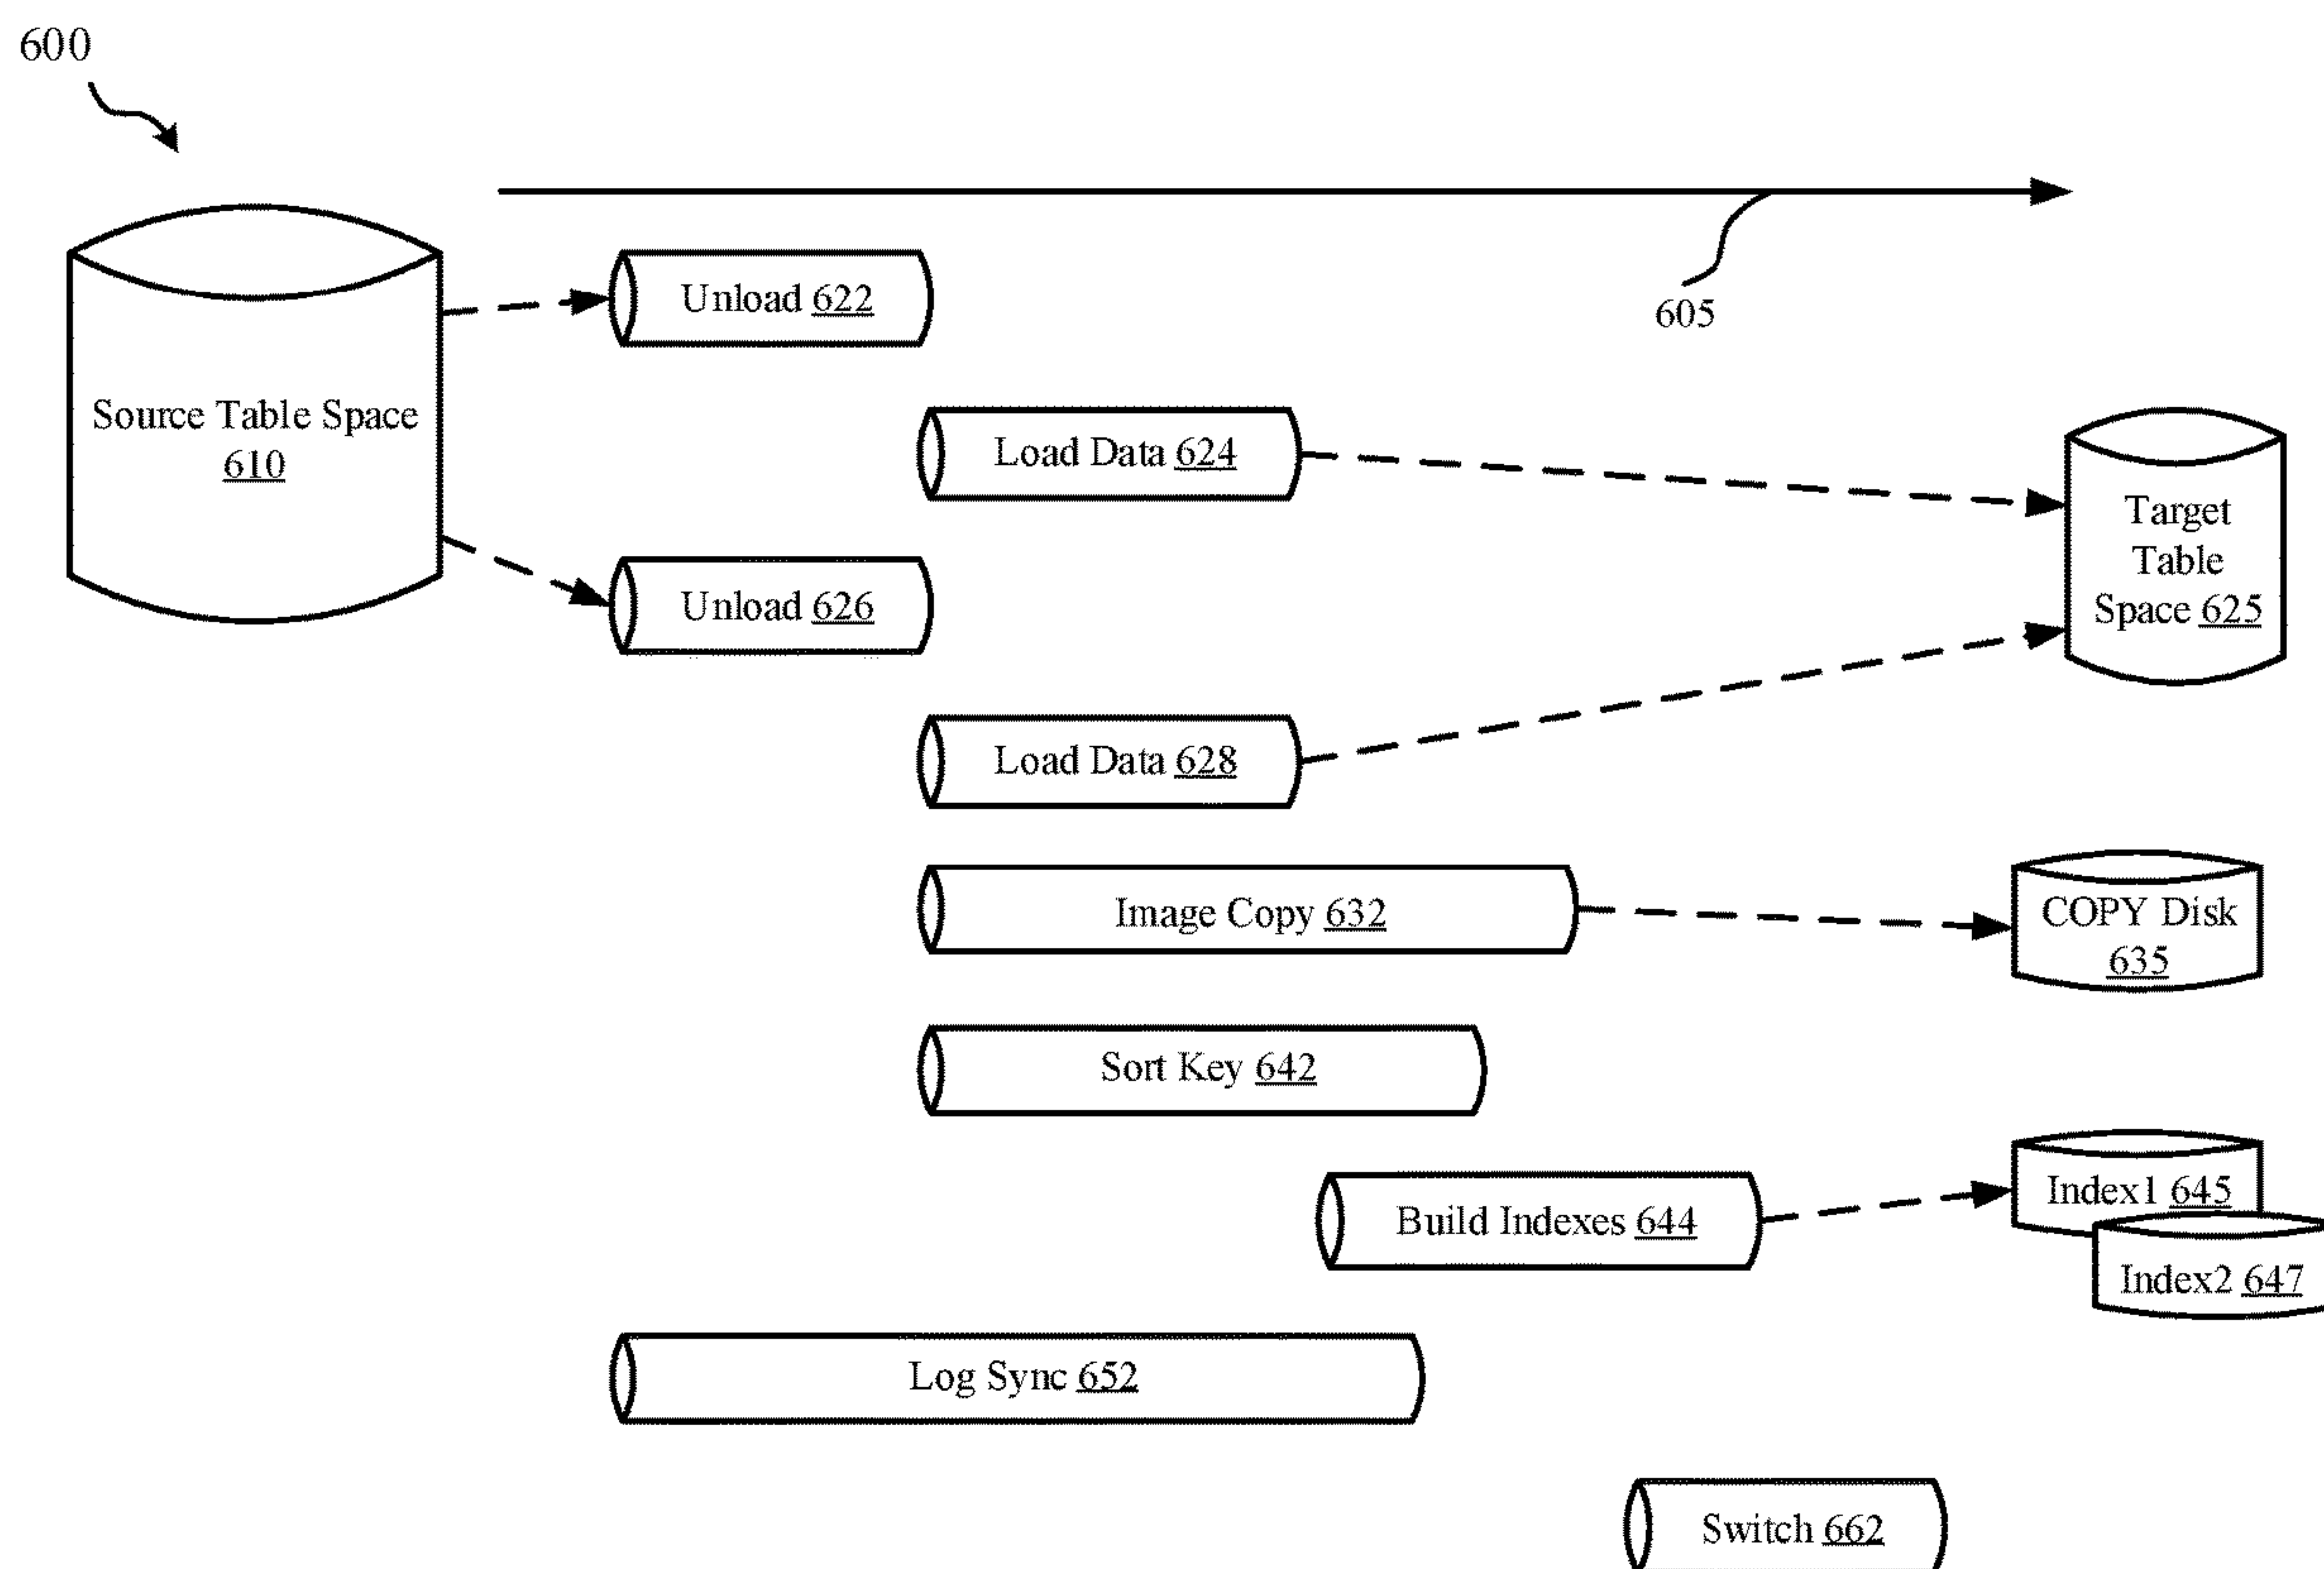 600
605
Unload 622
Source Table Space
610
Load Data 624
Target
Table
Space 625
Unload 626
Load Data 628
Image Copy 632
COPY Disk
635
Sort Key 642
Build Indexes 644
Index1 645
Index2 647
Log Sync 652
Switch 662